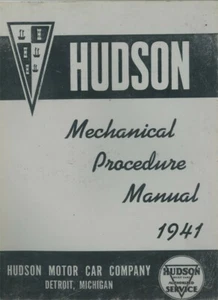 HUDSON
Mechanical
Procedure
Manual
1941
HUDSON MOTOR CAR COMPANY
DETROIT, MICHIGAN
HUDSON
SERVICE